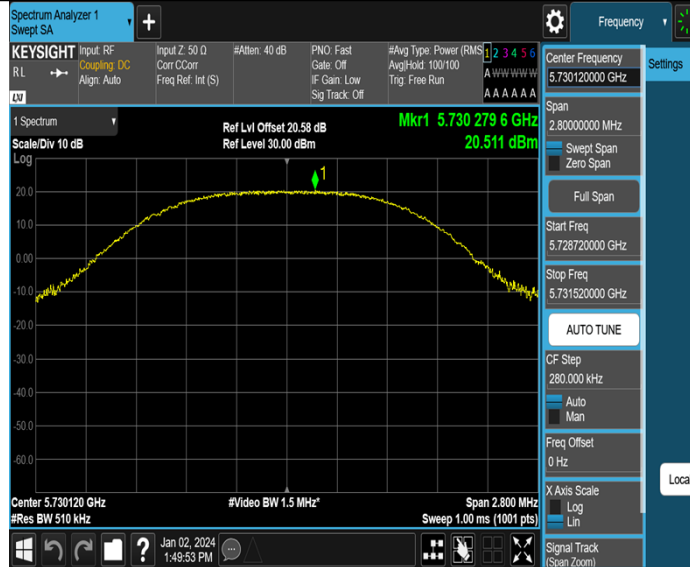 Spectrum Analyzer 1
Swept SA
Frequency
KEYSIGHT
RL
LXI
Input: RF
Coupling: DC
Align: Auto
Input Z: 50 Ω
Corr CCorr
Freq Ref: Int (S)
#Atten: 40 dB
PNO: Fast
Gate: Off
IF Gain: Low
Sig Track: Off
#Avg Type: Power (RMS
Avg|Hold: 100/100
Trig: Free Run
1 2 3 4 5 6
A W W W W W
A A A A A A
Center Frequency
5.730120000 GHz
Settings
Span
2.80000000 MHz
Swept Span
Zero Span
Full Span
Start Freq
5.728720000 GHz
Stop Freq
5.731520000 GHz
AUTO TUNE
CF Step
280.000 kHz
Auto
Man
Freq Offset
0 Hz
X Axis Scale
Log
Lin
Signal Track
(Span Zoom)
Loca
1 Spectrum
Scale/Div 10 dB
Log
Ref Lvl Offset 20.58 dB
Ref Level 30.00 dBm
Mkr1 5.730 279 6 GHz
20.511 dBm
1
20.0
10.0
0.00
-10.0
-20.0
-30.0
-40.0
-50.0
-60.0
Center 5.730120 GHz
#Res BW 510 kHz
#Video BW 1.5 MHz*
Span 2.800 MHz
Sweep 1.00 ms (1001 pts)
?
Jan 02, 2024
1:49:53 PM